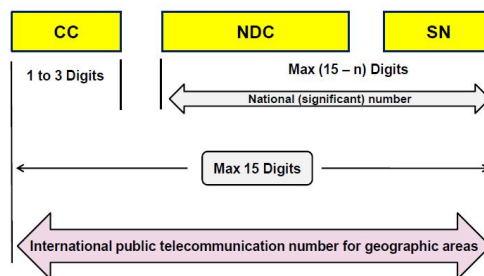 CC
NDC
SN
1 to 3 Digits
Max (15 – n) Digits
National (significant) number
Max 15 Digits
International public telecommunication number for geographic areas